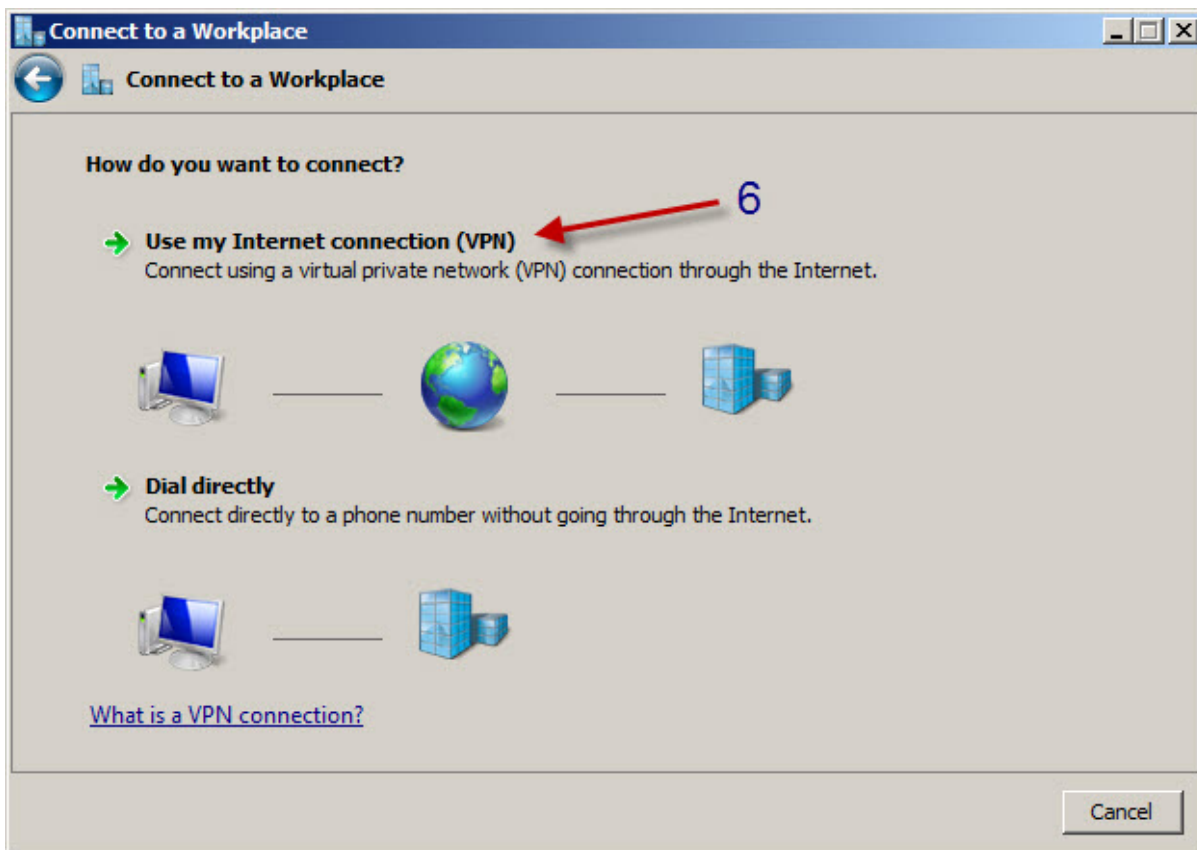 Connect to a Workplace
Connect to a Workplace
How do you want to connect?
6
Use my Internet connection (VPN)
Connect using a virtual private network (VPN) connection through the Internet.
Dial directly
Connect directly to a phone number without going through the Internet.
What is a VPN connection?
Cancel